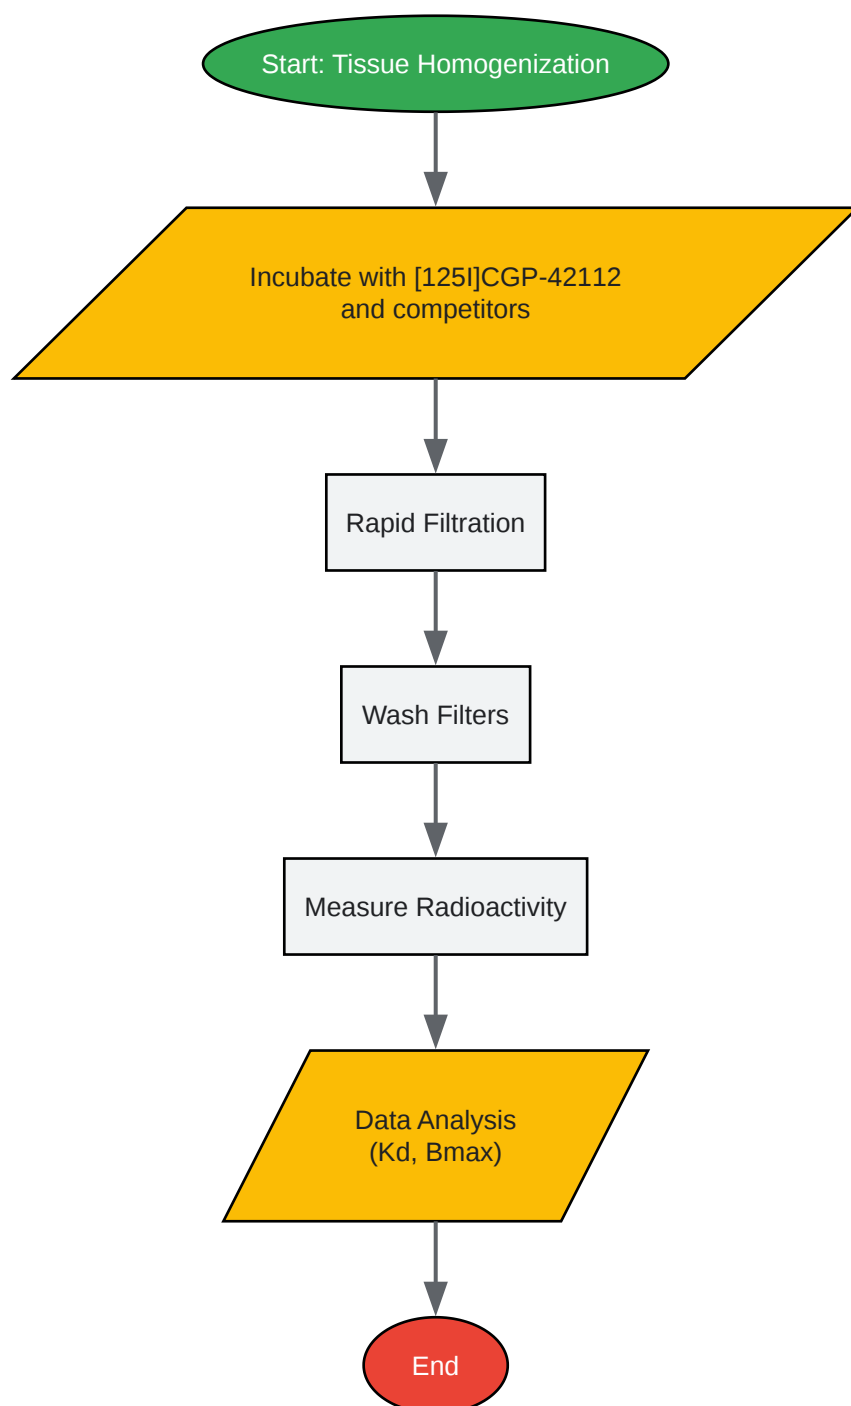 Start: Tissue Homogenization
Incubate with [125I]CGP-42112
and competitors
Rapid Filtration
Wash Filters
Measure Radioactivity
Data Analysis
(Kd, Bmax)
End